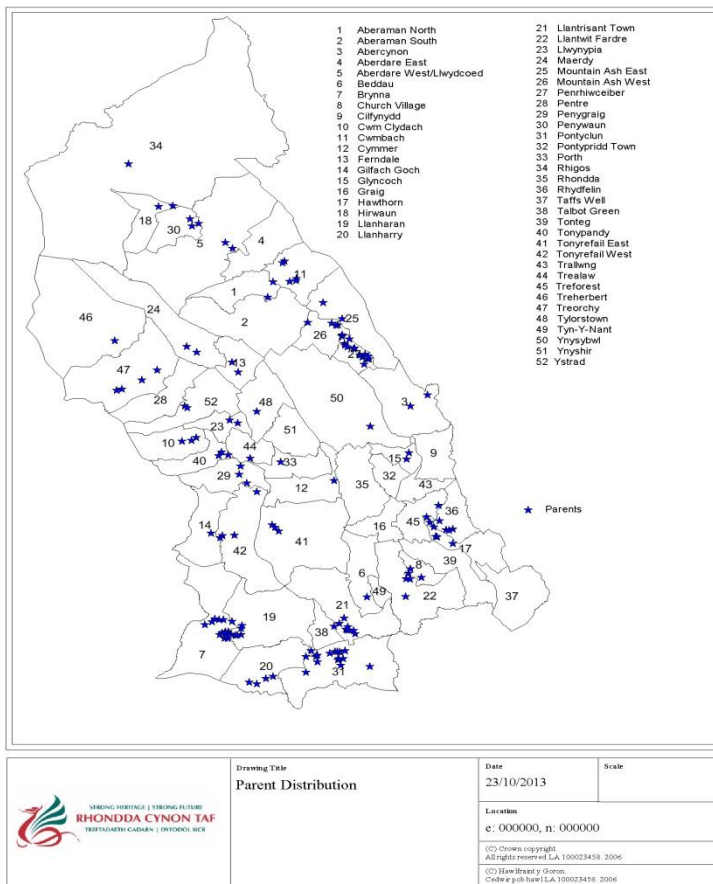 1 Aberaman North
2 Aberaman South
3 Abercynon
4 Aberdare East
5 Aberdare West/Llwydcoed
6 Beddau
7 Brynna
8 Church Village
9 Cilfynydd
10 Cwm Clydach
11 Cwmbach
12 Cymmer
13 Ferndale
14 Gilfach Goch
15 Glyncoch
16 Graig
17 Hawthorn
18 Hirwaun
19 Llanharan
20 Llanharry
21 Llantrisant Town
22 Llantwit Fardre
23 Llwynypia
24 Maerdy
25 Mountain Ash East
26 Mountain Ash West
27 Penrhiwceiber
28 Pentre
29 Penygraig
30 Penywaun
31 Pontyclun
32 Pontypridd Town
33 Porth
34 Rhigos
35 Rhondda
36 Rhydfelin
37 Taffs Well
38 Talbot Green
39 Tonteg
40 Tonypandy
41 Tonyrefail East
42 Tonyrefail West
43 Trallwng
44 Trealaw
45 Treforest
46 Treherbert
47 Treorchy
48 Tylorstown
49 Tyn-Y-Nant
50 Ynysybwl
51 Ynyshir
52 Ystrad
34
18
30
5
4
11
1
2
24
46
25
26
27
13
47
28
52
48
50
3
23
51
10
44
40
33
15
9
32
29
12
35
43
36
14
42
41
16
45
17
39
8
6
49
22
37
21
19
38
7
20
31
Parents
STRONG HERITAGE | STRONG FUTURE
RHONDDA CYNON TAF
TREFTADAETH GADARN | DYFODOL SICR
Drawing Title
Parent Distribution
Date
23/10/2013
Scale
Location
e: 000000, n: 000000
(C) Crown copyright
All rights reserved LA 100023458. 2006
(C) Hawlfraint y Goron
Cedwir pob hawl LA 100023458. 2006